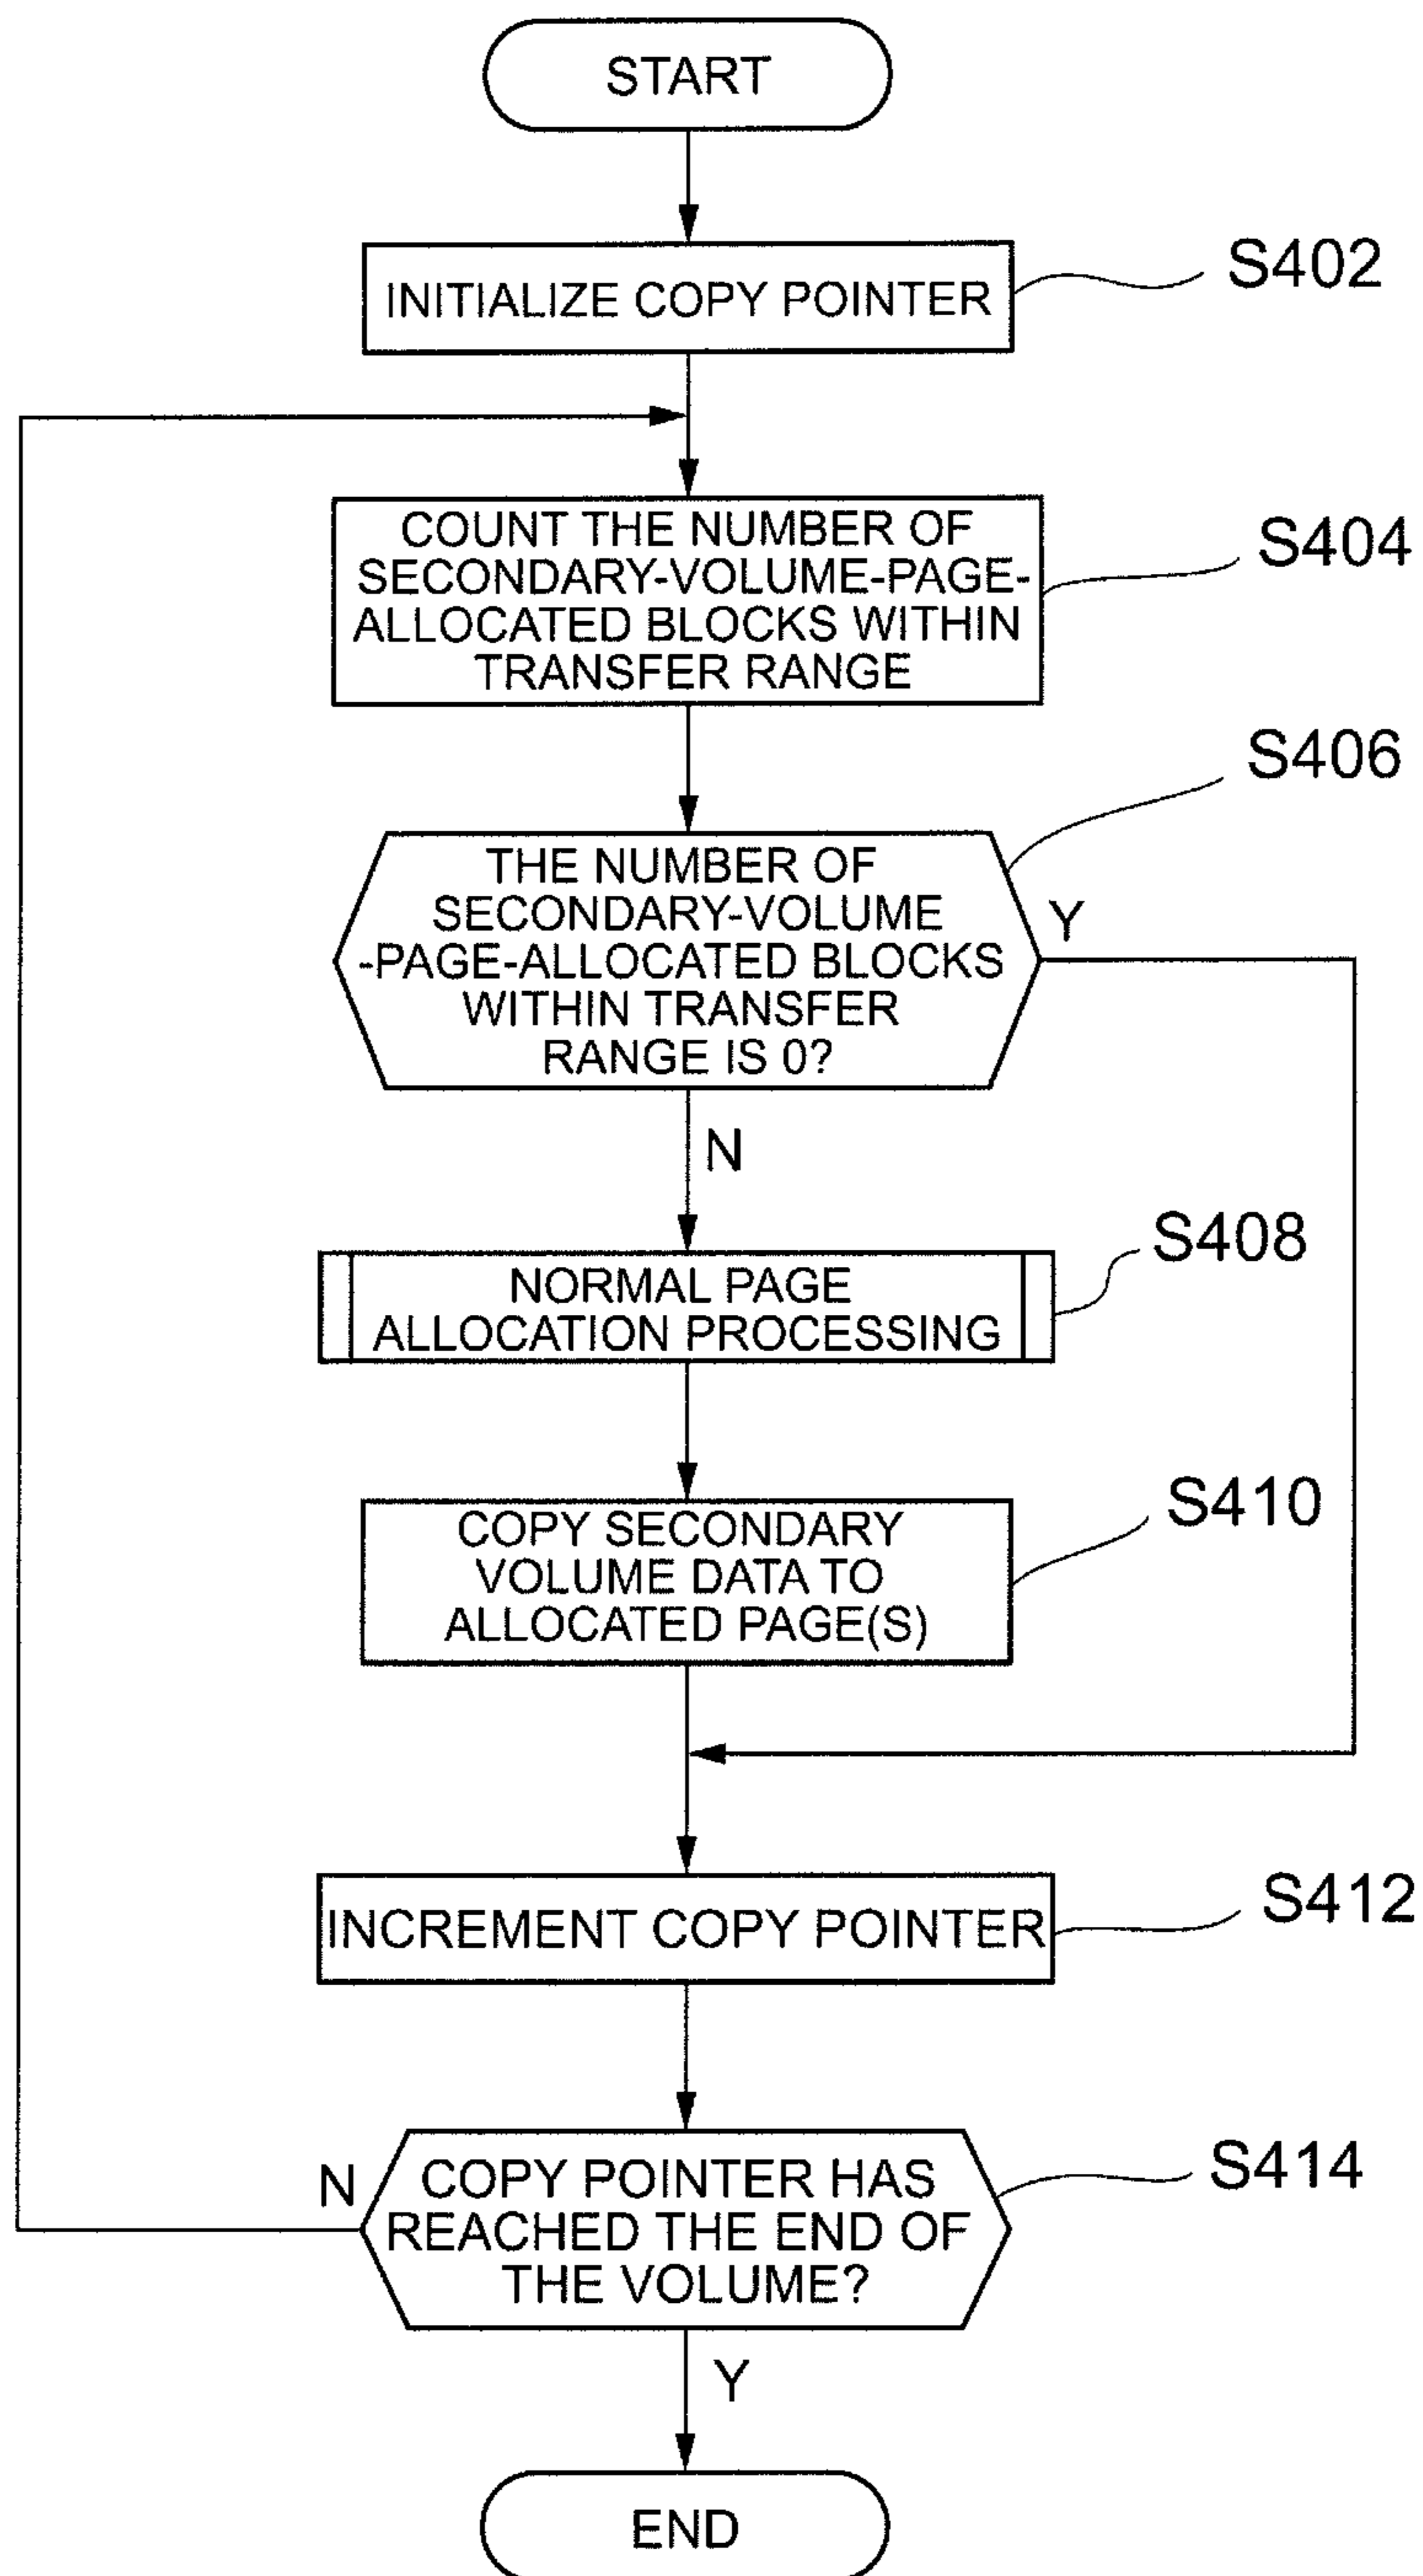 START
INITIALIZE COPY POINTER
S402
COUNT THE NUMBER OF
SECONDARY-VOLUME-PAGE-
ALLOCATED BLOCKS WITHIN
TRANSFER RANGE
S404
S406
THE NUMBER OF
SECONDARY-VOLUME
-PAGE-ALLOCATED BLOCKS
WITHIN TRANSFER
RANGE IS 0?
Y
N
S408
NORMAL PAGE
ALLOCATION PROCESSING
S410
COPY SECONDARY
VOLUME DATA TO
ALLOCATED PAGE(S)
INCREMENT COPY POINTER
S412
S414
N
COPY POINTER HAS
REACHED THE END OF
THE VOLUME?
Y
END